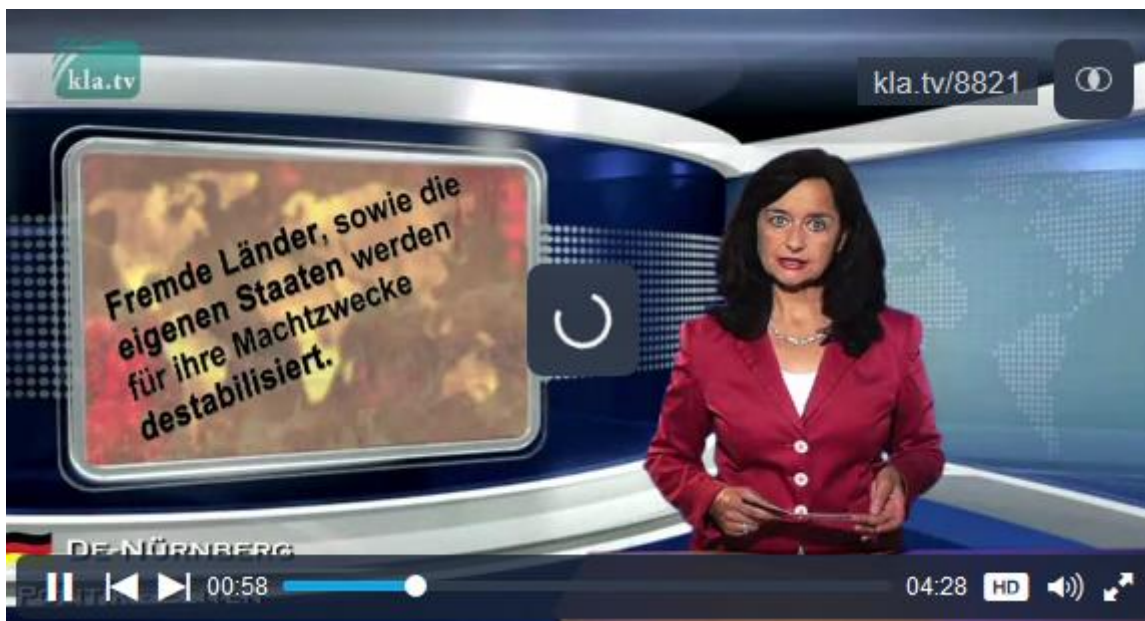 kla.tv
kla.tv/8821
Fremde Länder, sowie die
eigenen Staaten werden
für ihre Machtzwecke
destabilisiert.
DE-NÜRNBERG
00:58
04:28
HD